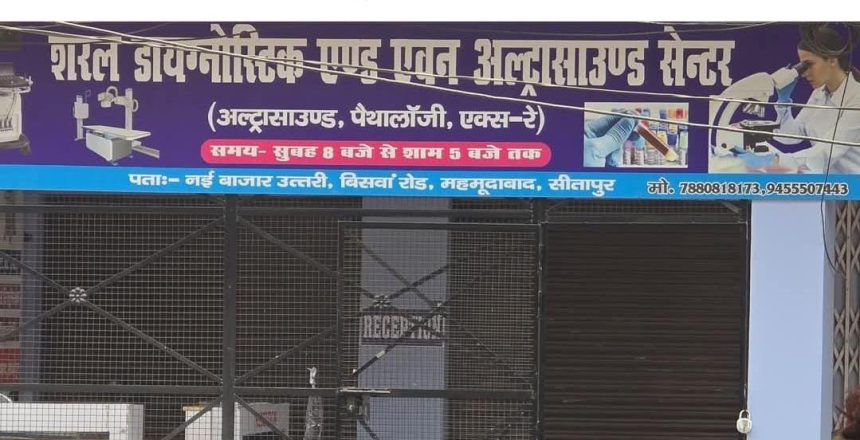 शरल डायग्नोस्टिक एण्ड एवन अल्ट्रासाउण्ड सेन्टर
(अल्ट्रासाउण्ड, पैथालॉजी, एक्स-रे)
समय- सुबह 8 बजे से शाम 5 बजे तक
पताः- नई बाजार उत्तरी, बिसवां रोड, महमूदाबाद, सीतापुर मो. 7880818173,9455507443
RECEPTION